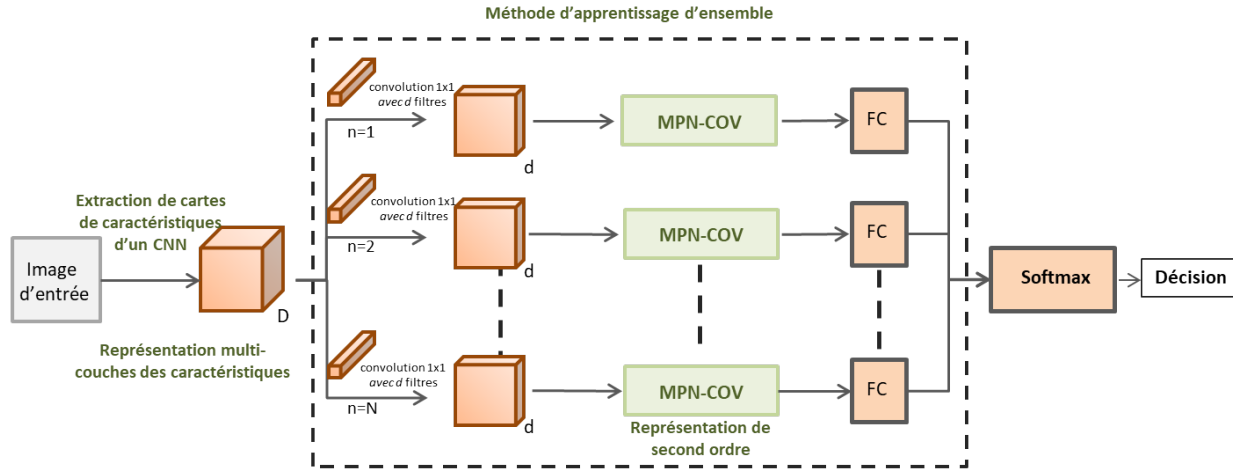 Méthode d'apprentissage d'ensemble
convolution 1x1
avec d filtres
n=1
d
MPN-COV
FC
Extraction de cartes
de caractéristiques
d'un CNN
convolution 1x1
avec d filtres
n=2
d
MPN-COV
FC
Image
d'entrée
D
Softmax
Décision
Représentation multi-
couches des caractéristiques
convolution 1x1
avec d filtres
n=N
d
MPN-COV
FC
Représentation de
second ordre